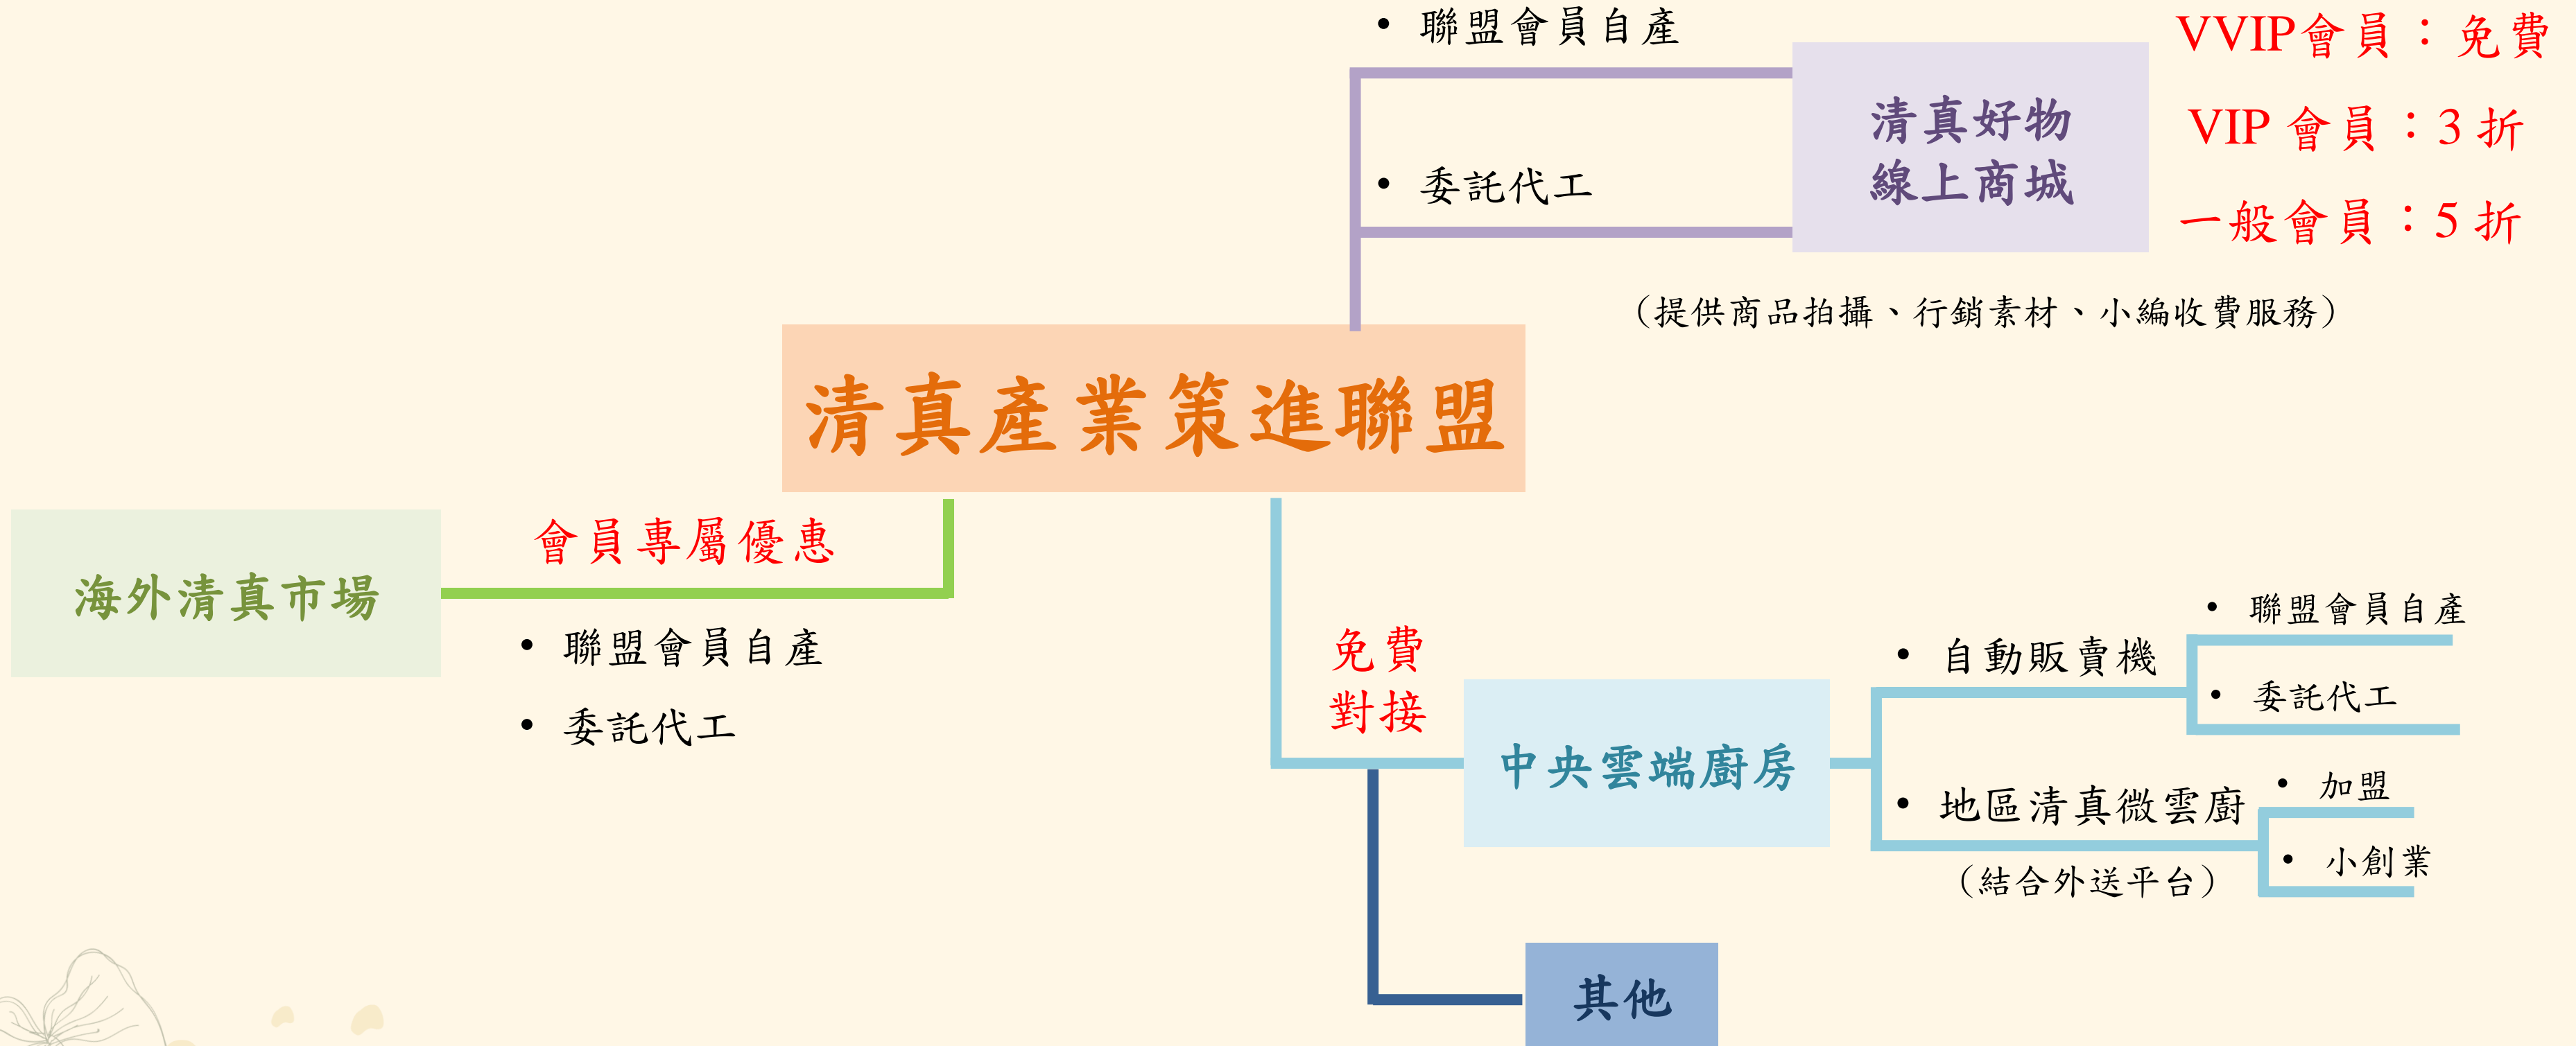 • 聯盟會員自產
• 委託代工
清真好物
線上商城
VVIP會員：免費
VIP 會員：3 折
一般會員：5 折
（提供商品拍攝、行銷素材、小編收費服務）
清真產業策進聯盟
海外清真市場
會員專屬優惠
• 聯盟會員自產
• 委託代工
免費
對接
中央雲端廚房
• 自動販賣機
• 聯盟會員自產
• 委託代工
• 地區清真微雲廚
（結合外送平台）
• 加盟
• 小創業
其他